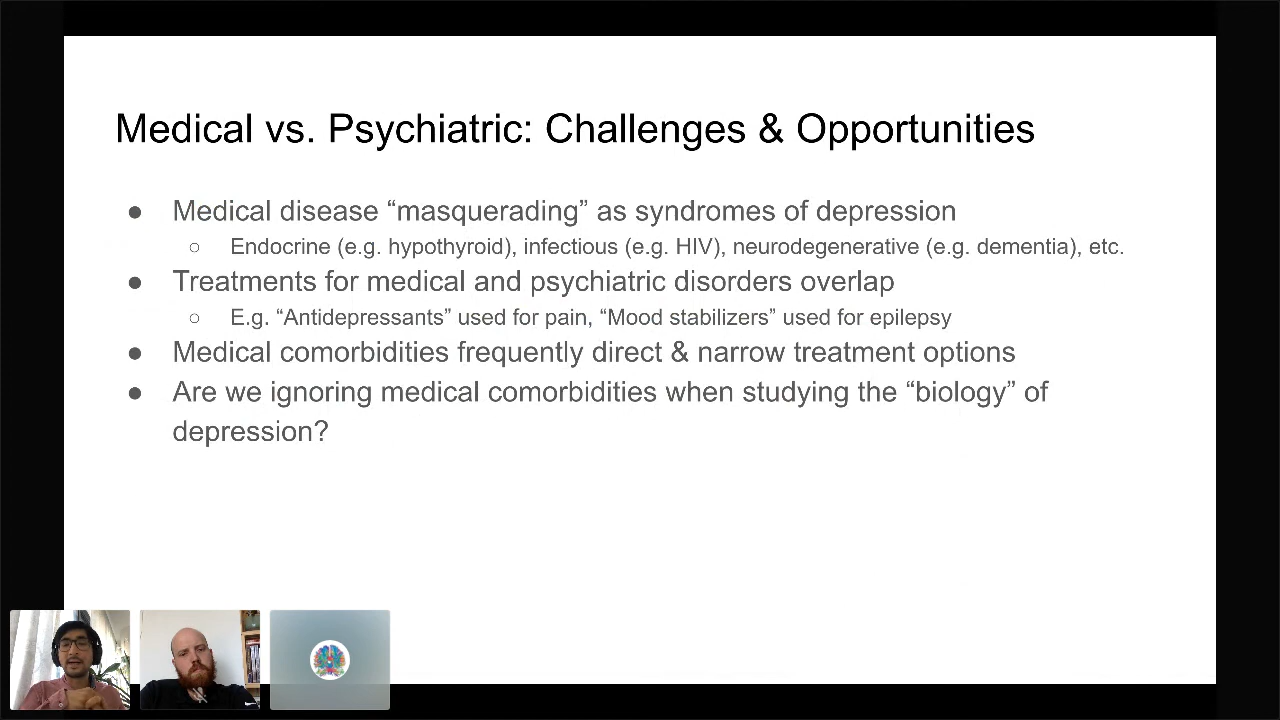 Medical vs. Psychiatric: Challenges & Opportunities
● Medical disease “masquerading” as syndromes of depression
○ Endocrine (e.g. hypothyroid), infectious (e.g. HIV), neurodegenerative (e.g. dementia), etc.
● Treatments for medical and psychiatric disorders overlap
○ E.g. “Antidepressants” used for pain, “Mood stabilizers” used for epilepsy
● Medical comorbidities frequently direct & narrow treatment options
● Are we ignoring medical comorbidities when studying the “biology” of
depression?